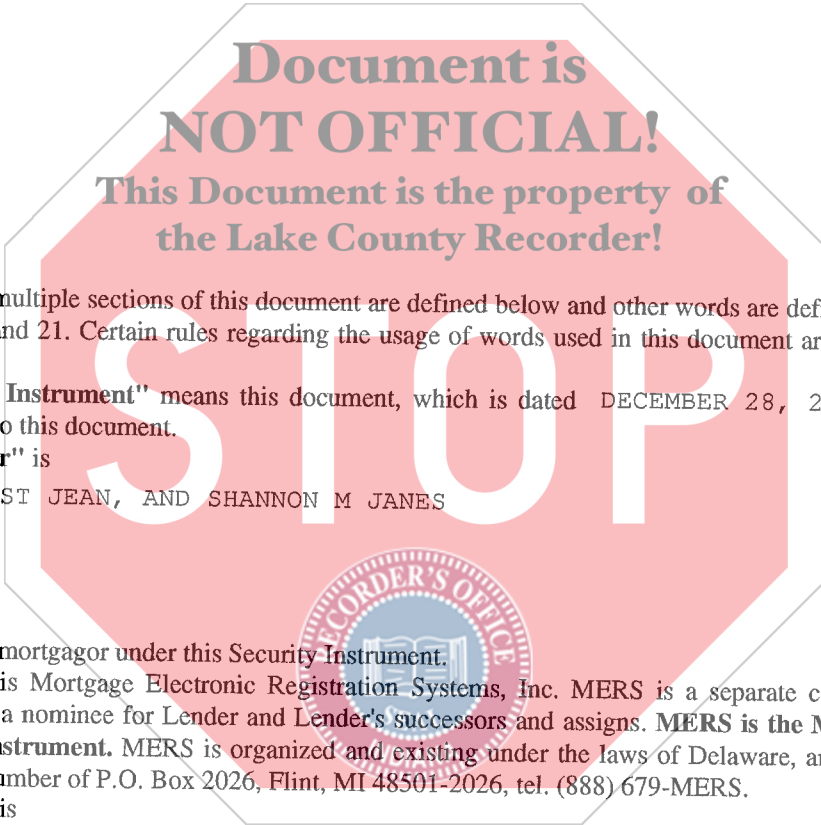 Document is
NOT OFFICIAL!
This Document is the property of
the Lake County Recorder!
multiple sections of this document are defined below and other words are defi
nd 21. Certain rules regarding the usage of words used in this document ar
STOP
Instrument" means this document, which is dated DECEMBER 28, 2
o this document.
r" is
ST JEAN, AND SHANNON M JANES
RECORDER'S OFFICE
mortgagor under this Security Instrument.
is Mortgage Electronic Registration Systems, Inc. MERS is a separate c
a nominee for Lender and Lender's successors and assigns. MERS is the M
nstrument. MERS is organized and existing under the laws of Delaware, a
umber of P.O. Box 2026, Flint, MI 48501-2026, tel. (888) 679-MERS.
is